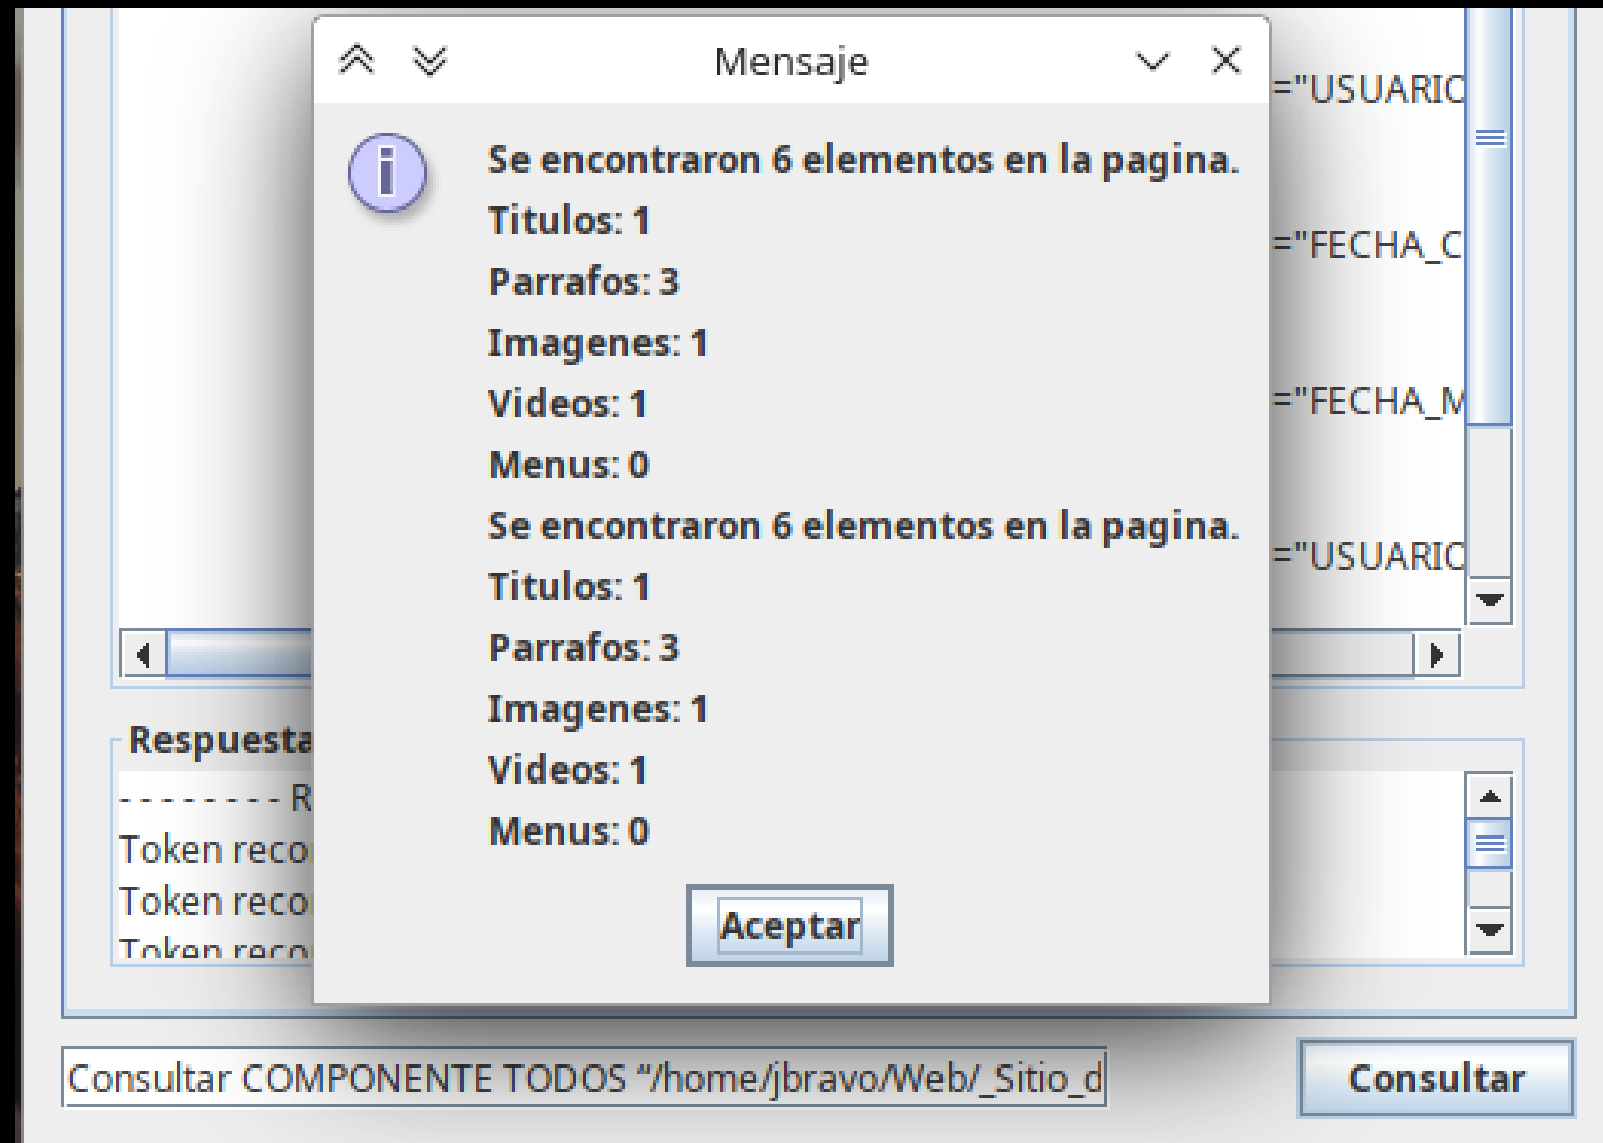 Mensaje
="USUARIO
Se encontraron 6 elementos en la pagina.
Titulos: 1
="FECHA_C
Parrafos: 3
Imagenes: 1
="FECHA_M
Videos: 1
Menus: 0
Se encontraron 6 elementos en la pagina.
="USUARIO
Titulos: 1
Parrafos: 3
Imagenes: 1
Respuesta
Videos: 1
- - - - - - - - R
Menus: 0
Token reco
Token reco
Token reco
Aceptar
Consultar COMPONENTE TODOS “/home/jbravo/Web/_Sitio_d
Consultar